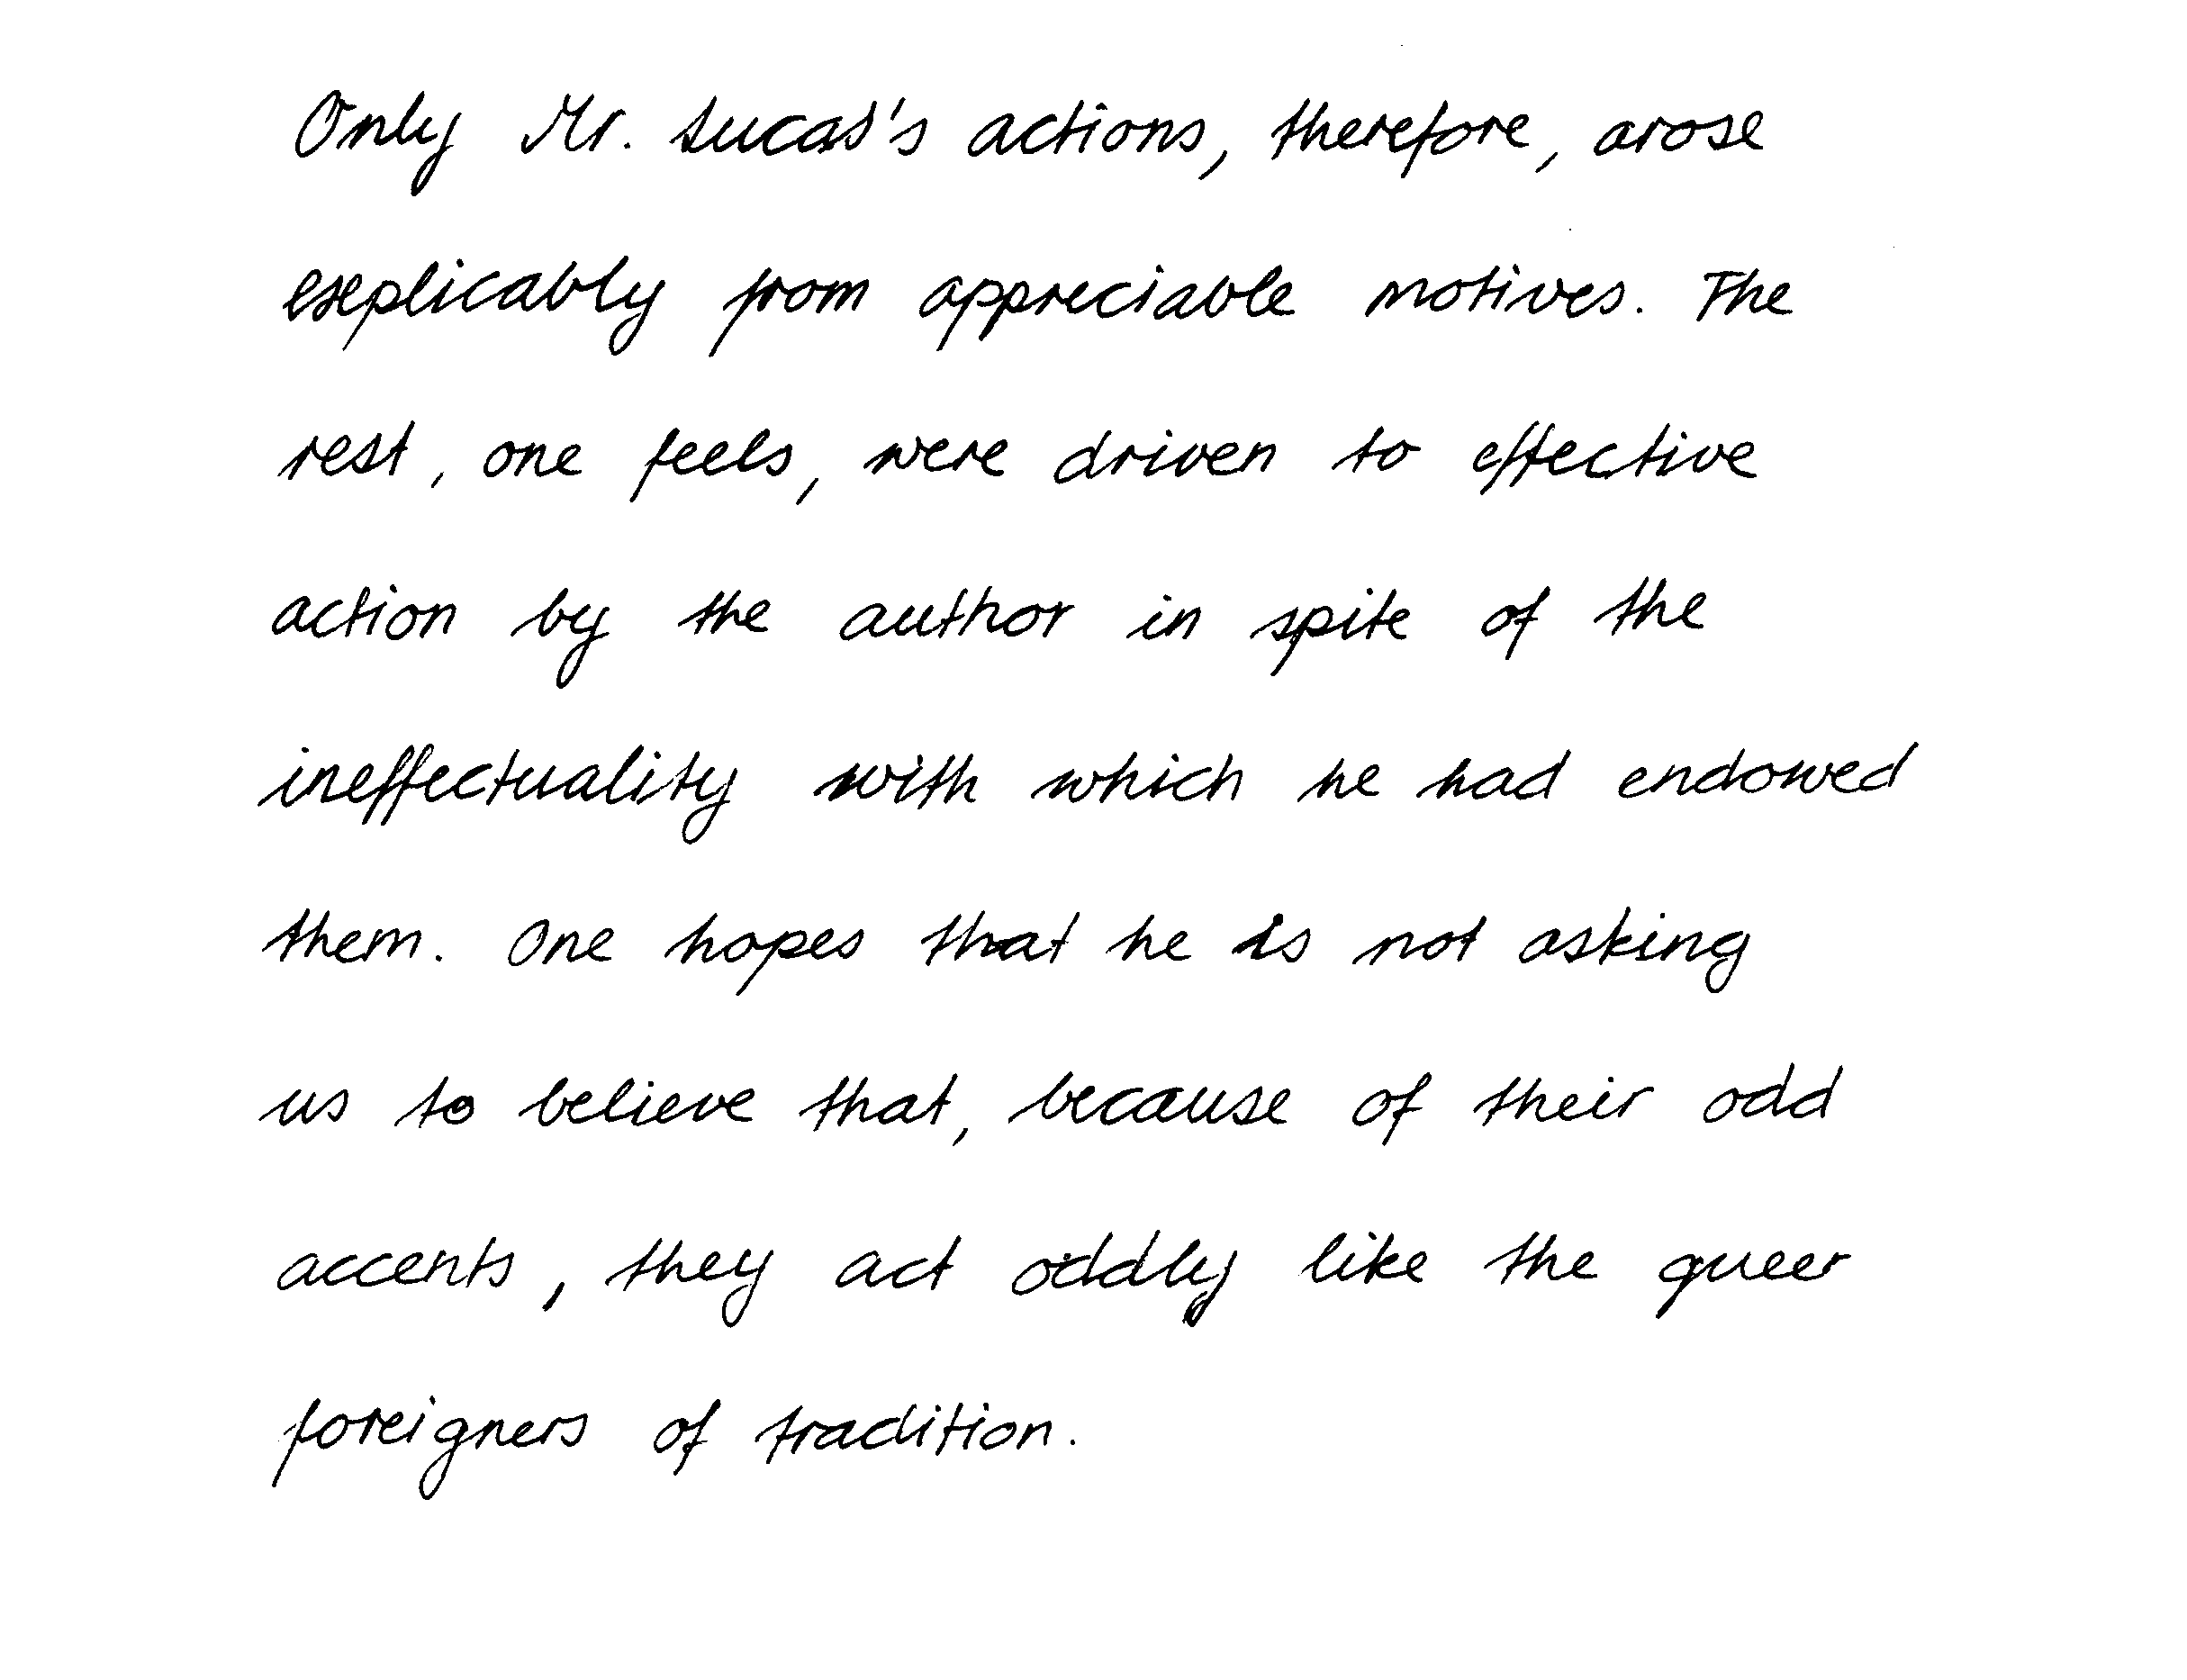 Only Mr. Lucas's actions, therefore, arose
explicably from appreciable motives. The
rest, one feels, were driven to effective
action by the author in spite of the
ineffectuality with which he had endowed
them. One hopes that he is not asking
us to believe that, because of their odd
accents, they act oddly like the queer
foreigners of tradition.